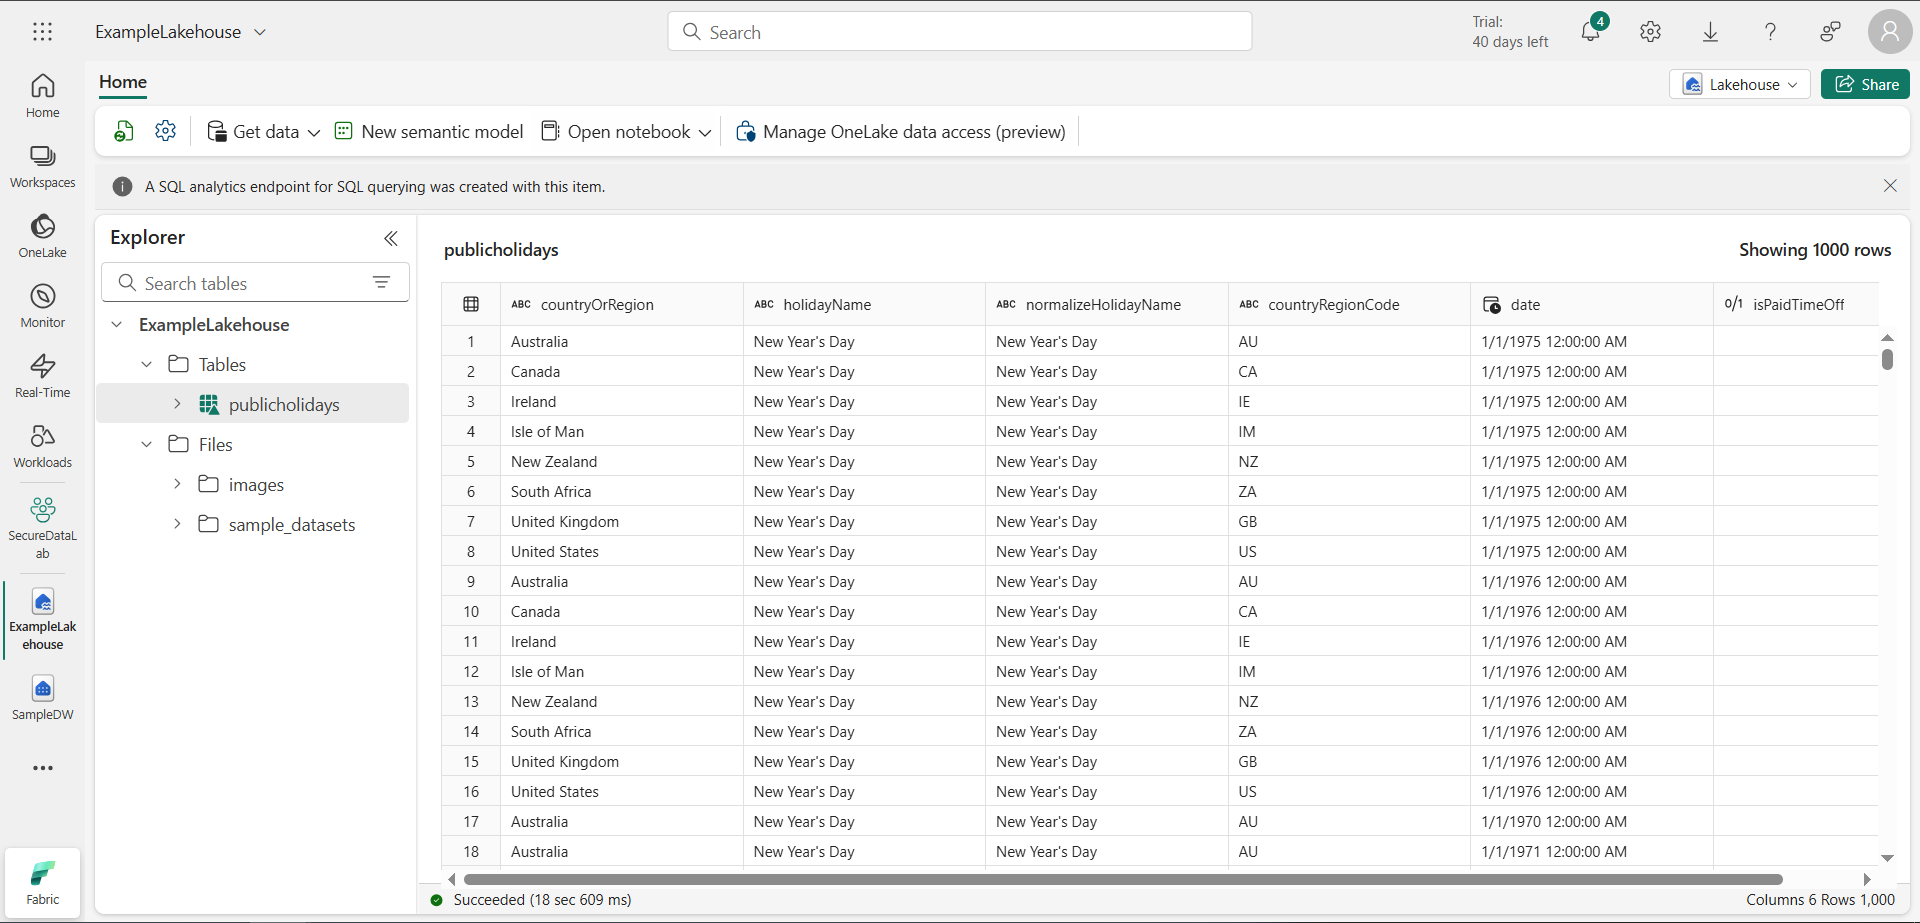 ExampleLakehouse
Search
Trial:
40 days left
4
Home
Lakehouse
Share
Get data
New semantic model
Open notebook
Manage OneLake data access (preview)
A SQL analytics endpoint for SQL querying was created with this item.
Home
Workspaces
OneLake
Monitor
Real-Time
Workloads
SecureDataL
ab
ExampleLak
ehouse
SampleDW
Fabric
Explorer
Search tables
ExampleLakehouse
Tables
publicholidays
Files
images
sample_datasets
publicholidays
Showing 1000 rows
ABC countryOrRegion ABC holidayName ABC normalizeHolidayName ABC countryRegionCode date 0/1 isPaidTimeOff
1 Australia New Year's Day New Year's Day AU 1/1/1975 12:00:00 AM
2 Canada New Year's Day New Year's Day CA 1/1/1975 12:00:00 AM
3 Ireland New Year's Day New Year's Day IE 1/1/1975 12:00:00 AM
4 Isle of Man New Year's Day New Year's Day IM 1/1/1975 12:00:00 AM
5 New Zealand New Year's Day New Year's Day NZ 1/1/1975 12:00:00 AM
6 South Africa New Year's Day New Year's Day ZA 1/1/1975 12:00:00 AM
7 United Kingdom New Year's Day New Year's Day GB 1/1/1975 12:00:00 AM
8 United States New Year's Day New Year's Day US 1/1/1975 12:00:00 AM
9 Australia New Year's Day New Year's Day AU 1/1/1976 12:00:00 AM
10 Canada New Year's Day New Year's Day CA 1/1/1976 12:00:00 AM
11 Ireland New Year's Day New Year's Day IE 1/1/1976 12:00:00 AM
12 Isle of Man New Year's Day New Year's Day IM 1/1/1976 12:00:00 AM
13 New Zealand New Year's Day New Year's Day NZ 1/1/1976 12:00:00 AM
14 South Africa New Year's Day New Year's Day ZA 1/1/1976 12:00:00 AM
15 United Kingdom New Year's Day New Year's Day GB 1/1/1976 12:00:00 AM
16 United States New Year's Day New Year's Day US 1/1/1976 12:00:00 AM
17 Australia New Year's Day New Year's Day AU 1/1/1970 12:00:00 AM
18 Australia New Year's Day New Year's Day AU 1/1/1971 12:00:00 AM
Succeeded (18 sec 609 ms)
Columns 6 Rows 1,000